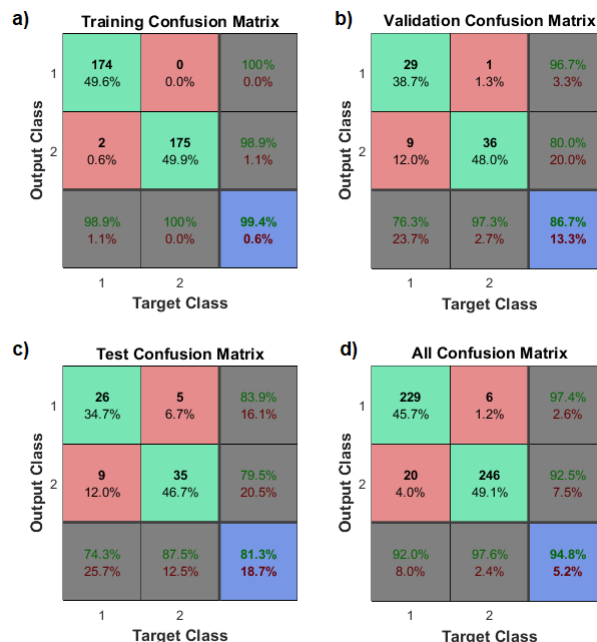 a)
Training Confusion Matrix
174 0 100%
49.6% 0.0% 0.0%
1
2 175 98.9%
0.6% 49.9% 1.1%
2
98.9% 100% 99.4%
1.1% 0.0% 0.6%
1 2
Target Class
Output Class
b)
Validation Confusion Matrix
29 1 96.7%
38.7% 1.3% 3.3%
1
9 36 80.0%
12.0% 48.0% 20.0%
2
76.3% 97.3% 86.7%
23.7% 2.7% 13.3%
1 2
Target Class
Output Class
c)
Test Confusion Matrix
26 5 83.9%
34.7% 6.7% 16.1%
1
9 35 79.5%
12.0% 46.7% 20.5%
2
74.3% 87.5% 81.3%
25.7% 12.5% 18.7%
1 2
Target Class
Output Class
d)
All Confusion Matrix
229 6 97.4%
45.7% 1.2% 2.6%
1
20 246 92.5%
4.0% 49.1% 7.5%
2
92.0% 97.6% 94.8%
8.0% 2.4% 5.2%
1 2
Target Class
Output Class